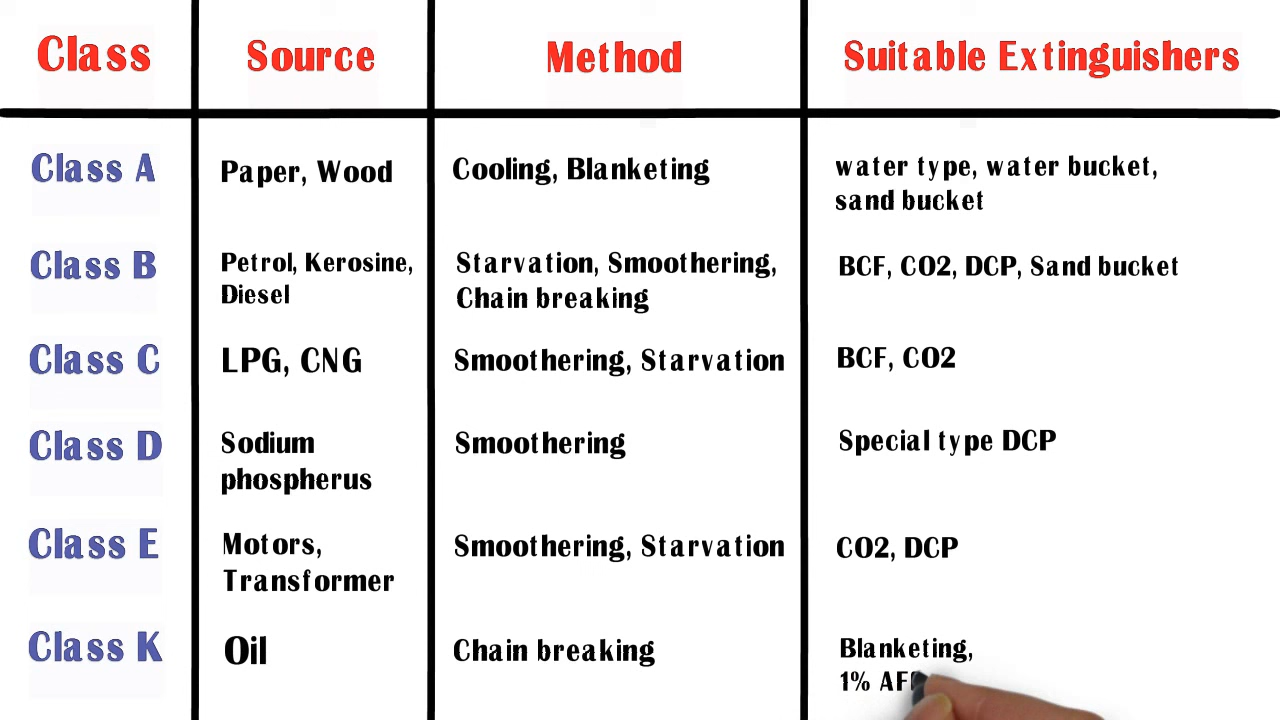 Class Source Method Suitable Extinguishers
Class A Paper, Wood Cooling, Blanketing water type, water bucket,
sand bucket
Class B Petrol, Kerosine, Starvation, Smoothering, BCF, CO2, DCP, Sand bucket
Diesel Chain breaking
Class C LPG, CNG Smoothering, Starvation BCF, CO2
Class D Sodium Smoothering Special type DCP
phospherus
Class E Motors, Smoothering, Starvation CO2, DCP
Transformer
Class K Oil Chain breaking Blanketing,
1%